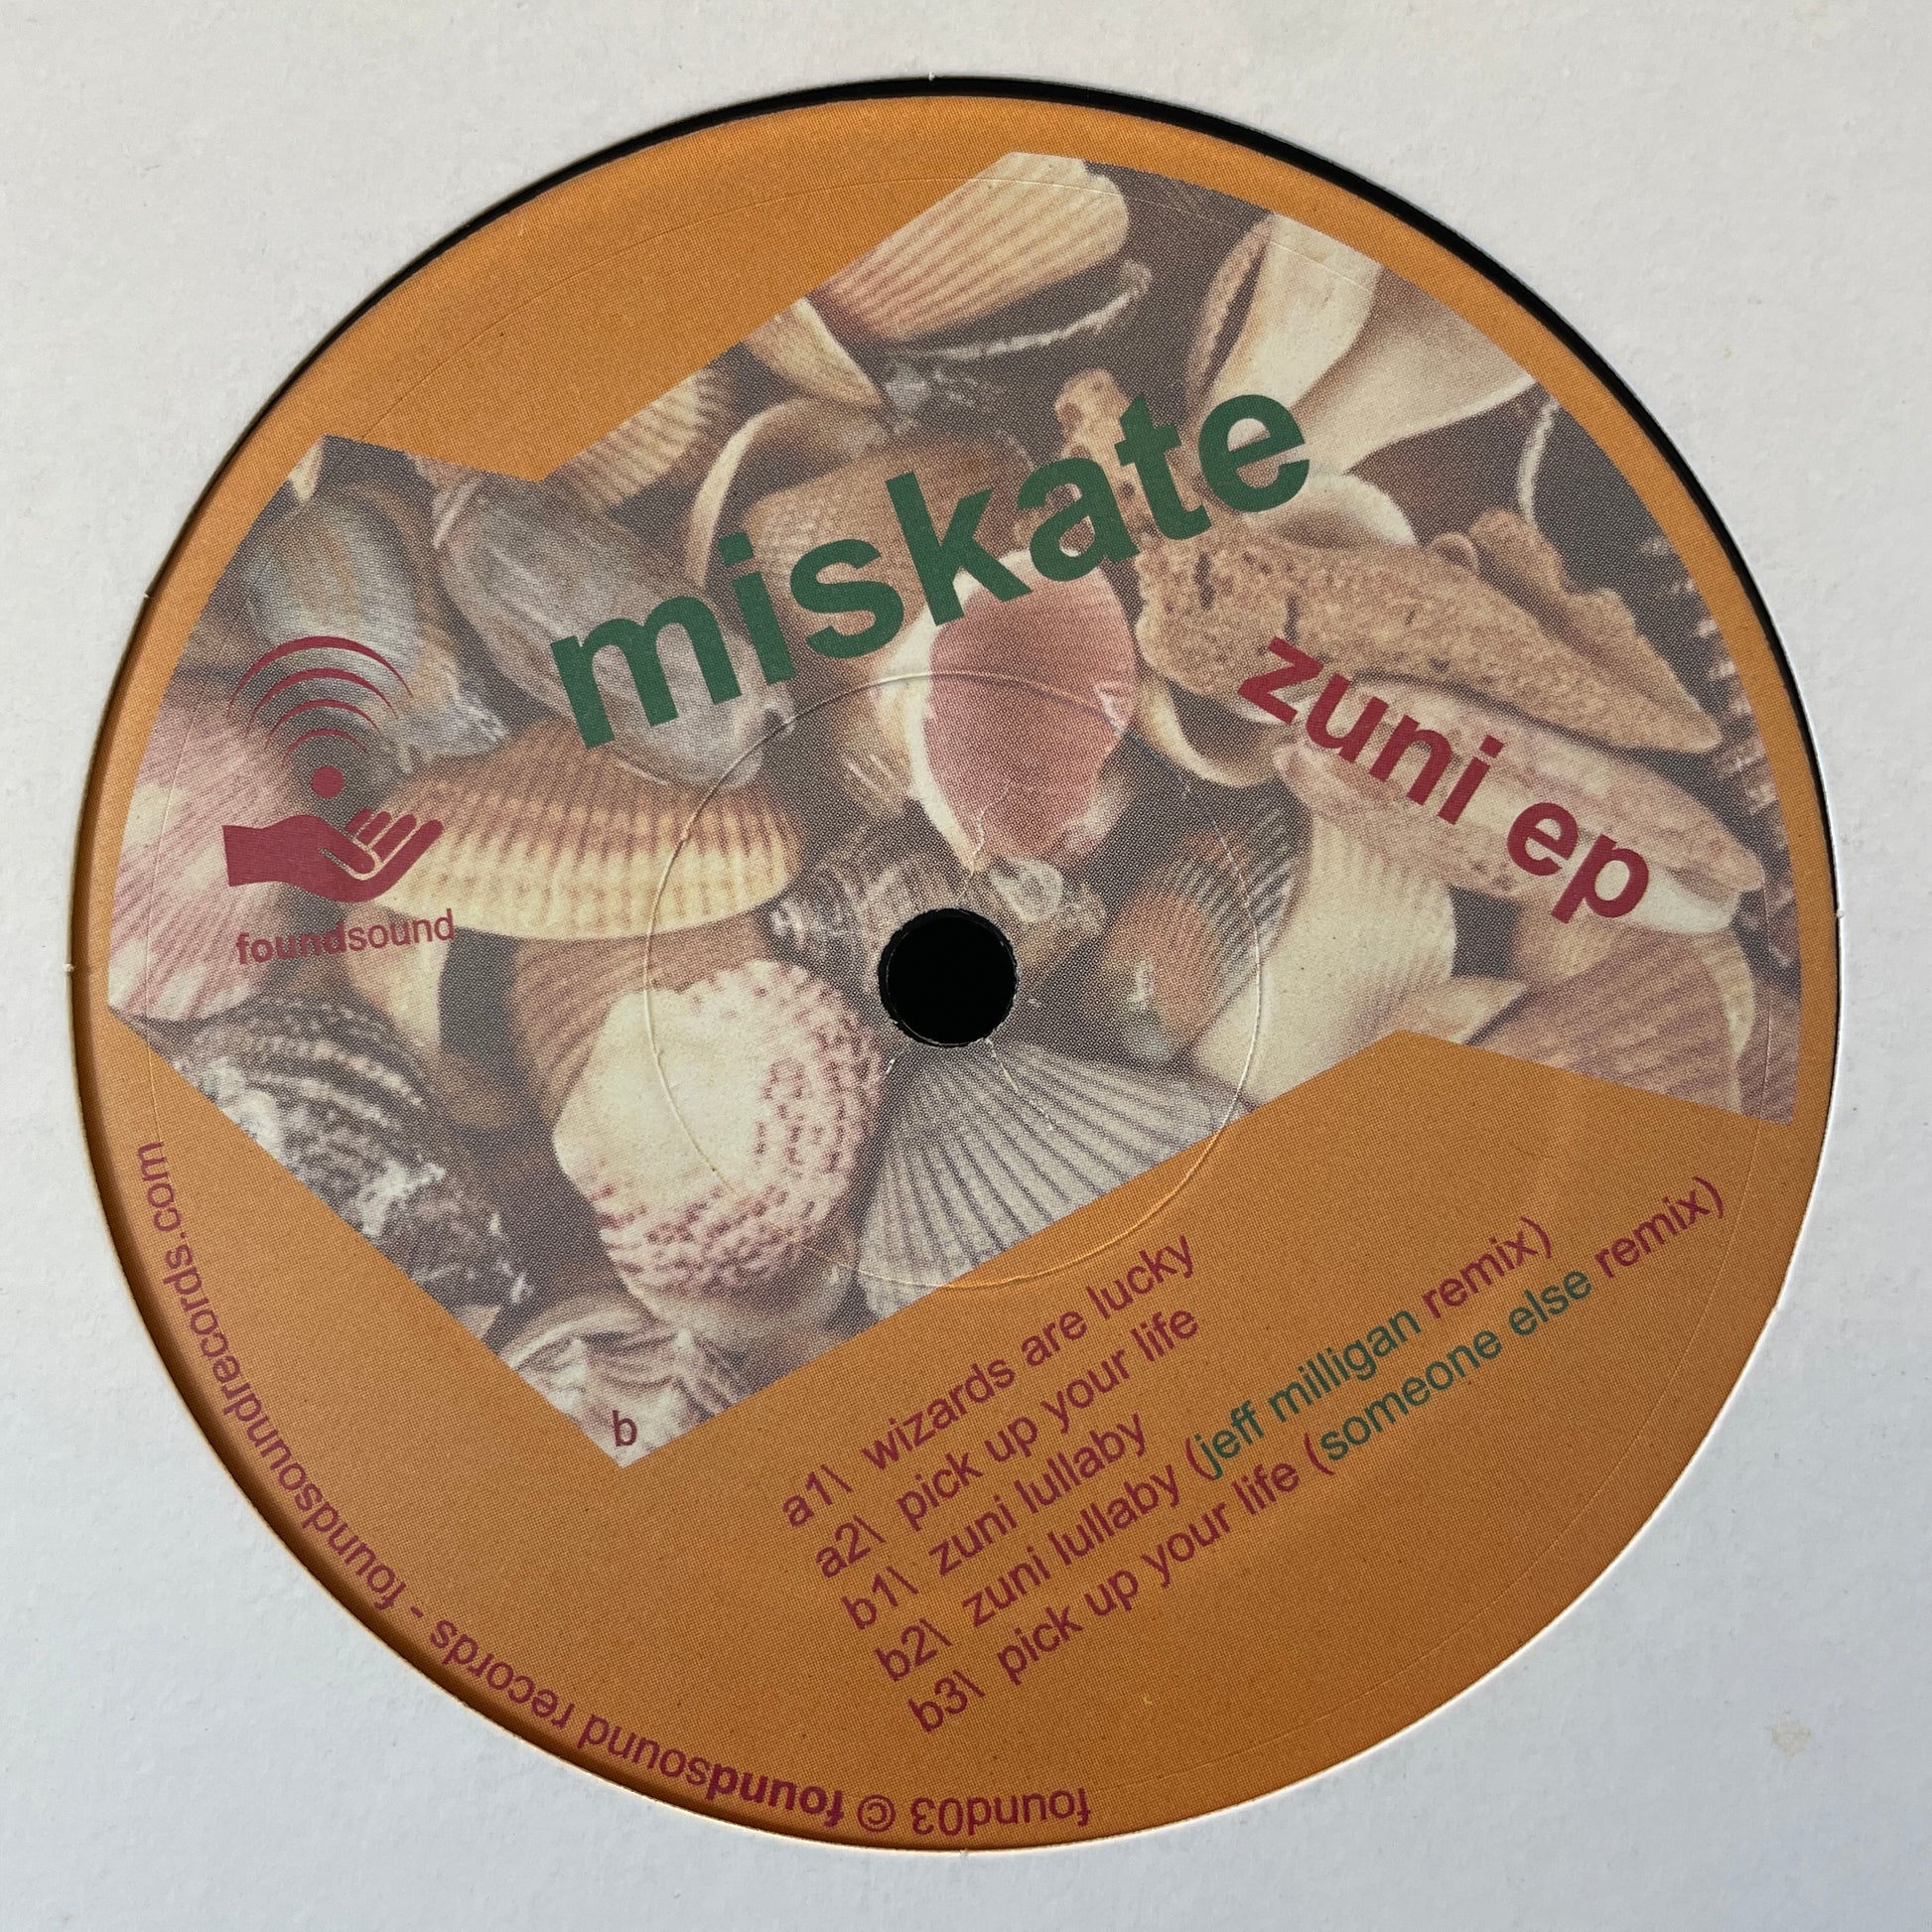 miskate
zuni ep
foundsound
b
a1\ wizards are lucky
a2\ pick up your life
b1\ zuni lullaby
b2\ zuni lullaby (jeff milligan remix)
b3\ pick up your life (someone else remix)
found03 © foundsound records - foundsoundrecords.com